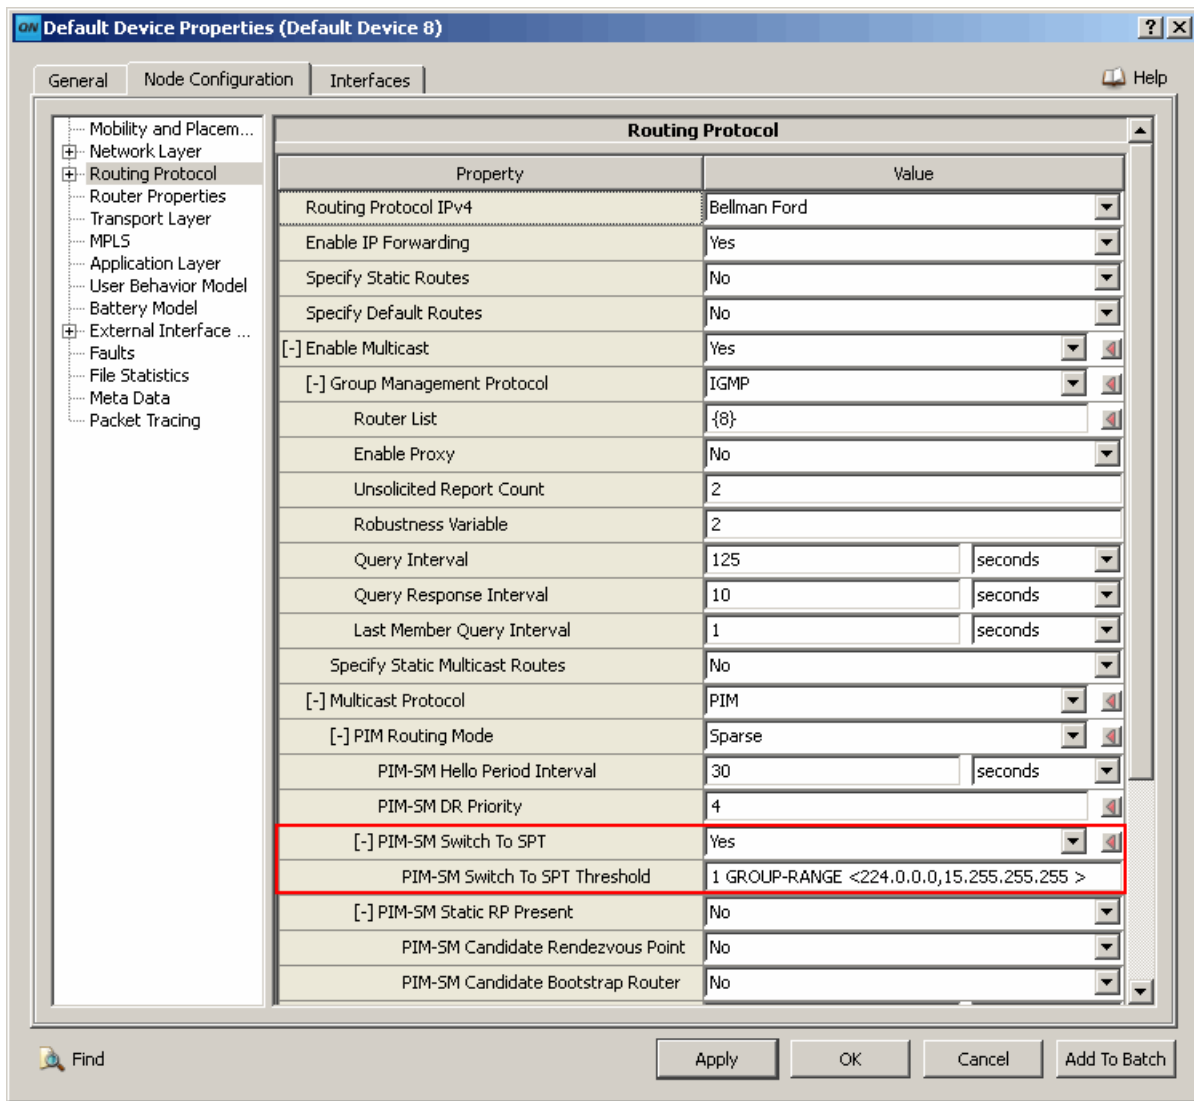 QN Default Device Properties (Default Device 8) ? X
General Node Configuration Interfaces Help
Mobility and Placem...
Network Layer
Routing Protocol
Router Properties
Transport Layer
MPLS
Application Layer
User Behavior Model
Battery Model
External Interface ...
Faults
File Statistics
Meta Data
Packet Tracing
Routing Protocol
Property Value
Routing Protocol IPv4 Bellman Ford
Enable IP Forwarding Yes
Specify Static Routes No
Specify Default Routes No
[-] Enable Multicast Yes
[-] Group Management Protocol IGMP
Router List {8}
Enable Proxy No
Unsolicited Report Count 2
Robustness Variable 2
Query Interval 125 seconds
Query Response Interval 10 seconds
Last Member Query Interval 1 seconds
Specify Static Multicast Routes No
[-] Multicast Protocol PIM
[-] PIM Routing Mode Sparse
PIM-SM Hello Period Interval 30 seconds
PIM-SM DR Priority 4
[-] PIM-SM Switch To SPT Yes
PIM-SM Switch To SPT Threshold 1 GROUP-RANGE <224.0.0.0,15.255.255.255 >
[-] PIM-SM Static RP Present No
PIM-SM Candidate Rendezvous Point No
PIM-SM Candidate Bootstrap Router No
Find Apply OK Cancel Add To Batch